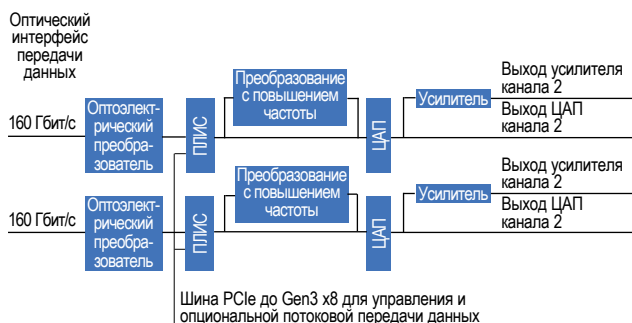 Оптический
интерфейс
передачи
данных
160 Гбит/с
Оптоэлект-
рический
преобра-
зователь
ПЛИС
Преобразование
с повышением
частоты
ЦАП
Усилитель
Выход усилителя
канала 2
Выход ЦАП
канала 2
160 Гбит/с
Оптоэлект-
рический
преобра-
зователь
ПЛИС
Преобразование
с повышением
частоты
ЦАП
Усилитель
Выход усилителя
канала 2
Выход ЦАП
канала 2
Шина PCIe до Gen3 x8 для управления и
опциональной потоковой передачи данных